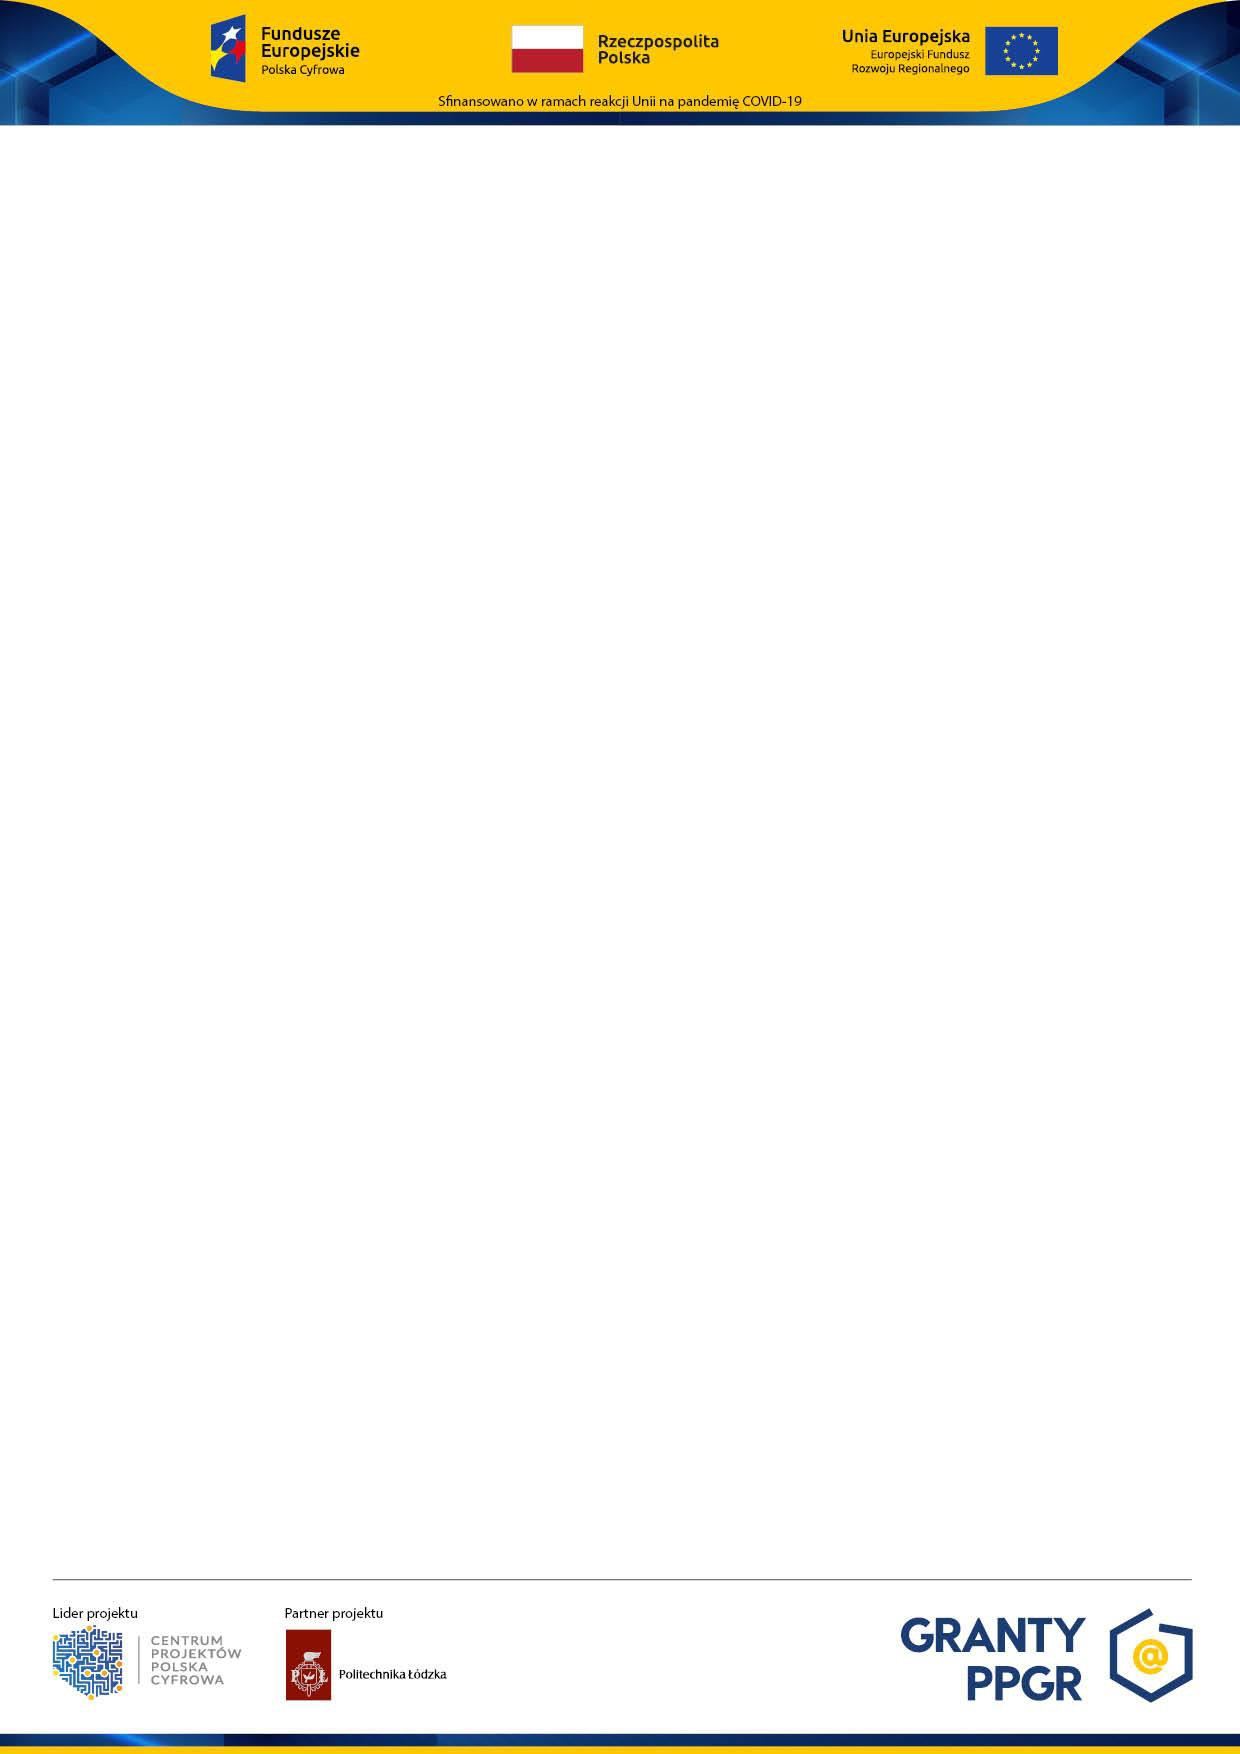 Fundusze
Europejskie
Polska Cyfrowa
Rzeczpospolita
Polska
Unia Europejska
Europejski Fundusz
Rozwoju Regionalnego
Sfinansowano w ramach reakcji Unii na pandemię COVID-19
Lider projektu
CENTRUM
PROJEKTÓW
POLSKA
CYFROWA
Partner projektu
P Ł
Politechnika Łódzka
GRANTY
PPGR
@